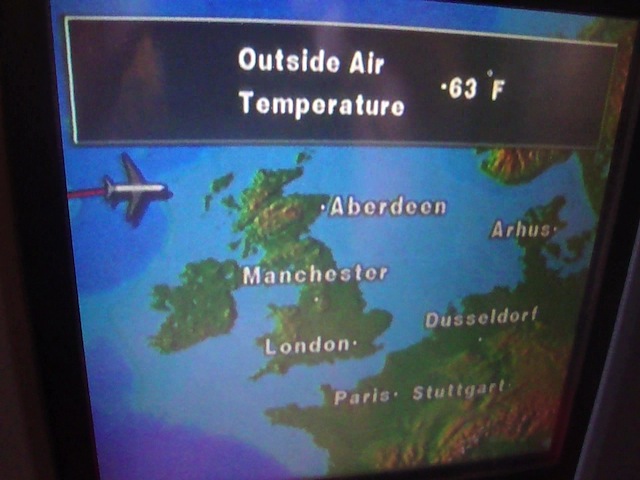 Outside Air
Temperature
-63 °F
Aberdeen
Arhus
Manchester
Dusseldorf
London
Paris
Stuttgart